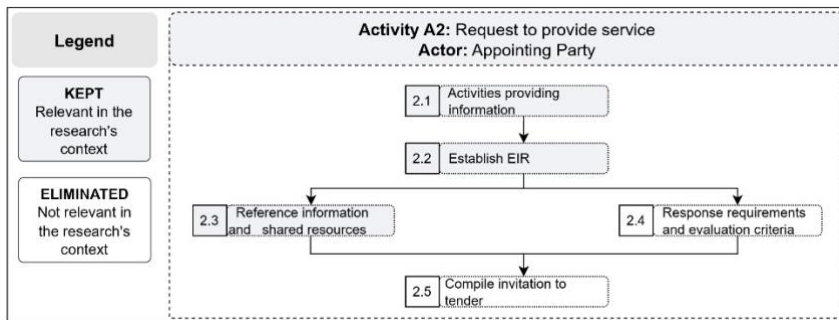 Legend
KEPT
Relevant in the
research's
context
ELIMINATED
Not relevant in
the research's
context
Activity A2: Request to provide service
Actor: Appointing Party
2.1 Activities providing
information
2.2 Establish EIR
2.3 Reference information
and shared resources
2.4 Response requirements
and evaluation criteria
2.5 Compile invitation to
tender